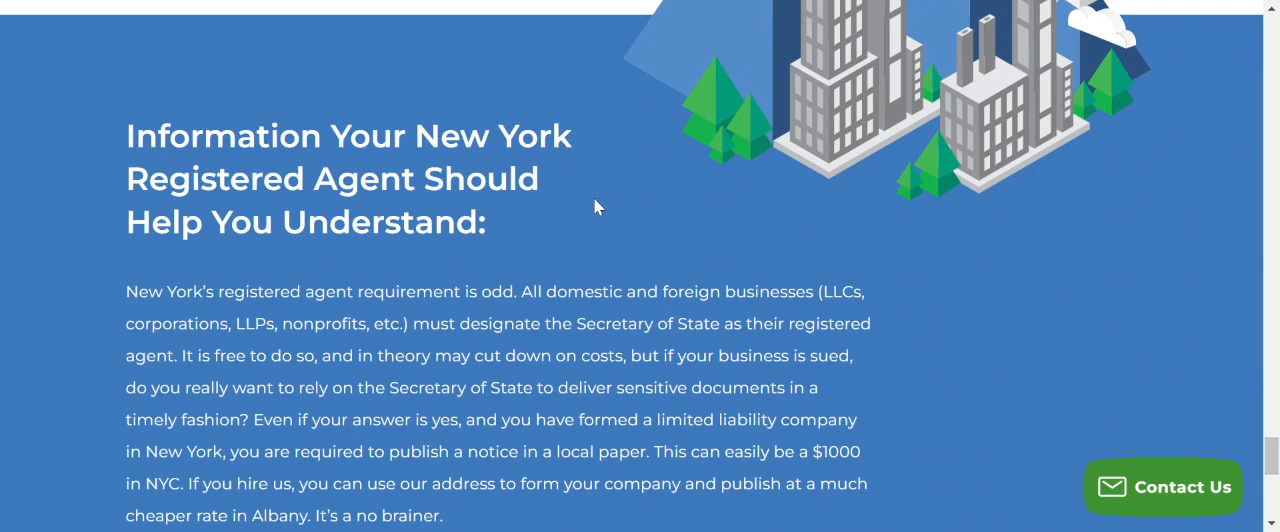 Information Your New York
Registered Agent Should
Help You Understand:
New York's registered agent requirement is odd. All domestic and foreign businesses (LLCs,
corporations, LLPs, nonprofits, etc.) must designate the Secretary of State as their registered
agent. It is free to do so, and in theory may cut down on costs, but if your business is sued,
do you really want to rely on the Secretary of State to deliver sensitive documents in a
timely fashion? Even if your answer is yes, and you have formed a limited liability company
in New York, you are required to publish a notice in a local paper. This can easily be a $1000
in NYC. If you hire us, you can use our address to form your company and publish at a much
cheaper rate in Albany. It's a no brainer.
Contact Us